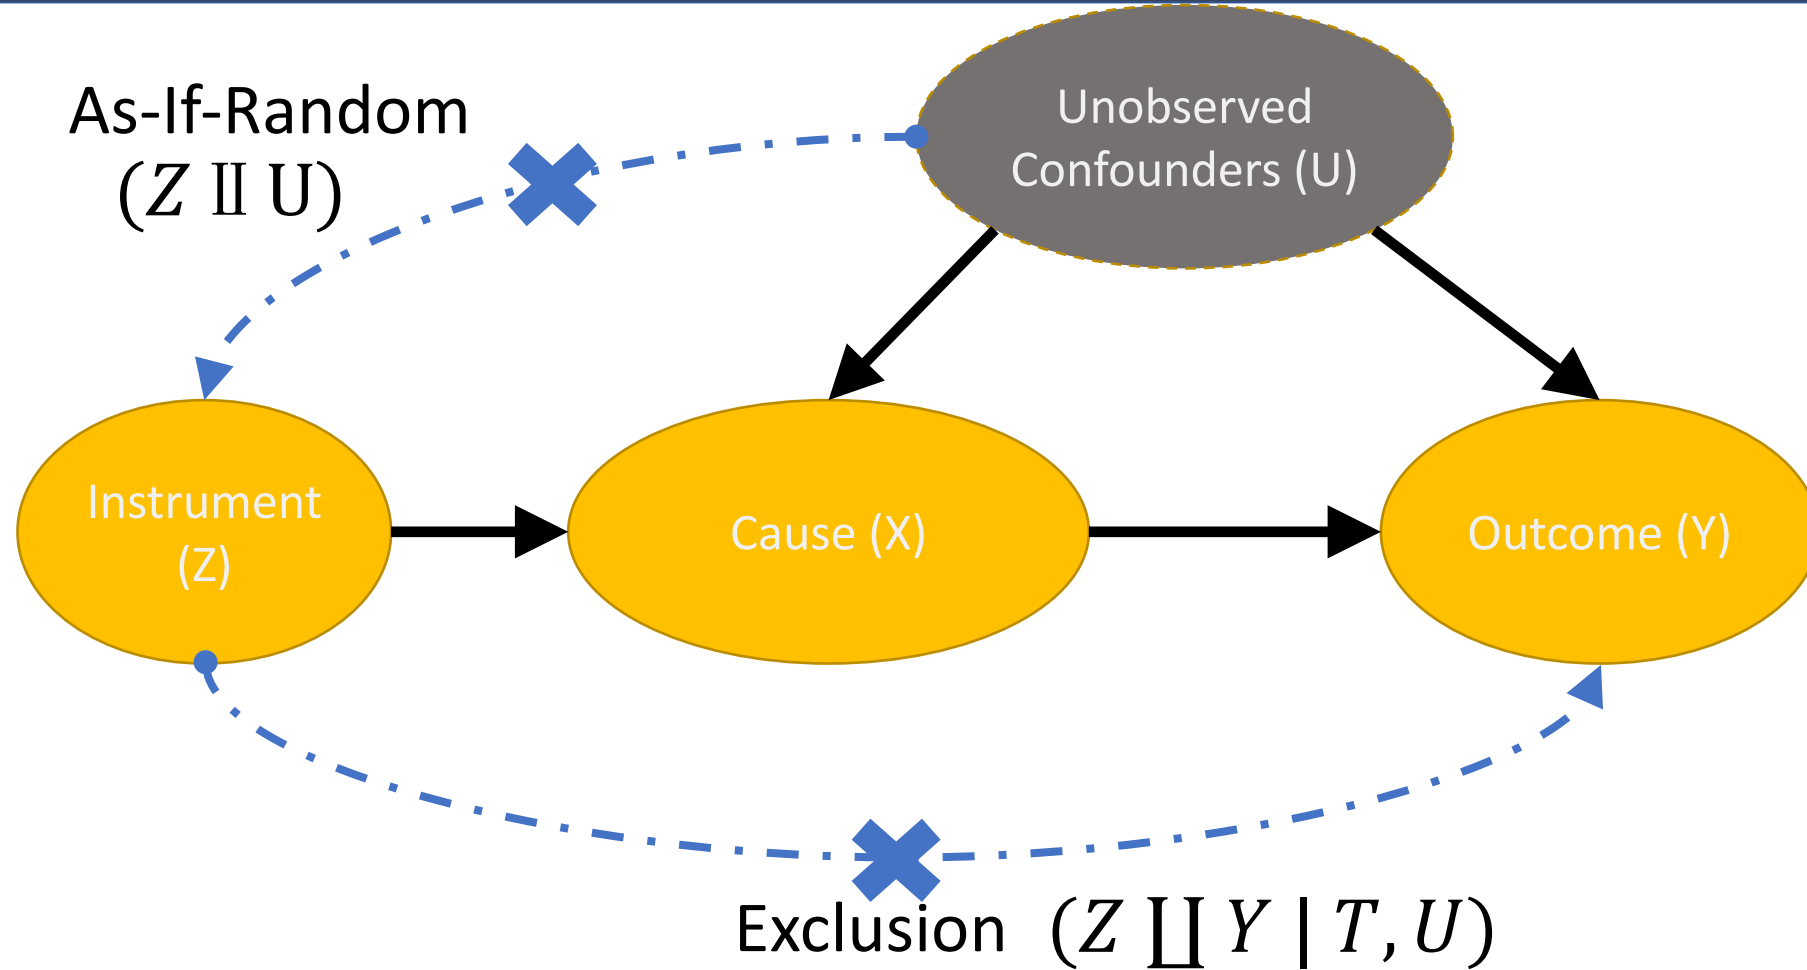 As-If-Random
(Z ⫫ U)
Unobserved
Confounders (U)
Instrument
(Z)
Cause (X)
Outcome (Y)
Exclusion (Z ∐ Y | T, U)